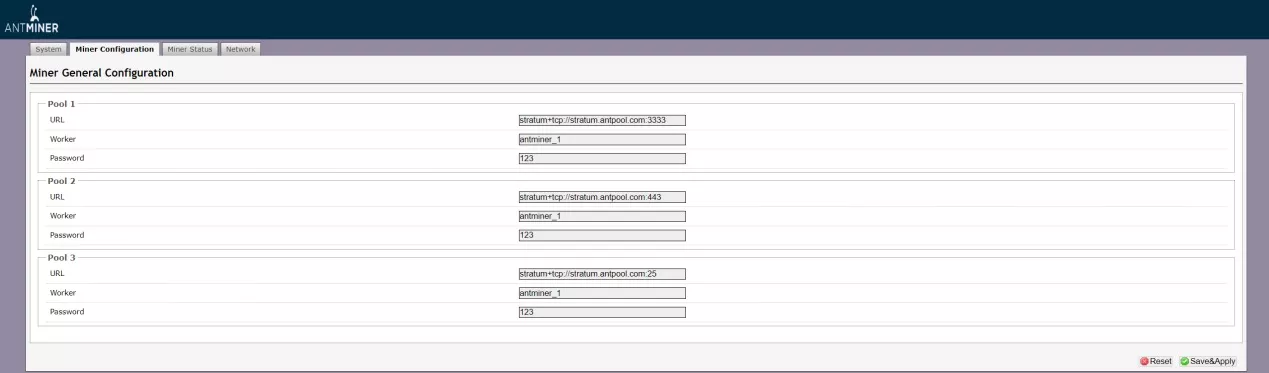 ANTMINER
System Miner Configuration Miner Status Network
Miner General Configuration
Pool 1
URL stratum+tcp://stratum.antpool.com:3333
Worker antminer_1
Password 123
Pool 2
URL stratum+tcp://stratum.antpool.com:443
Worker antminer_1
Password 123
Pool 3
URL stratum+tcp://stratum.antpool.com:25
Worker antminer_1
Password 123
Reset Save&Apply